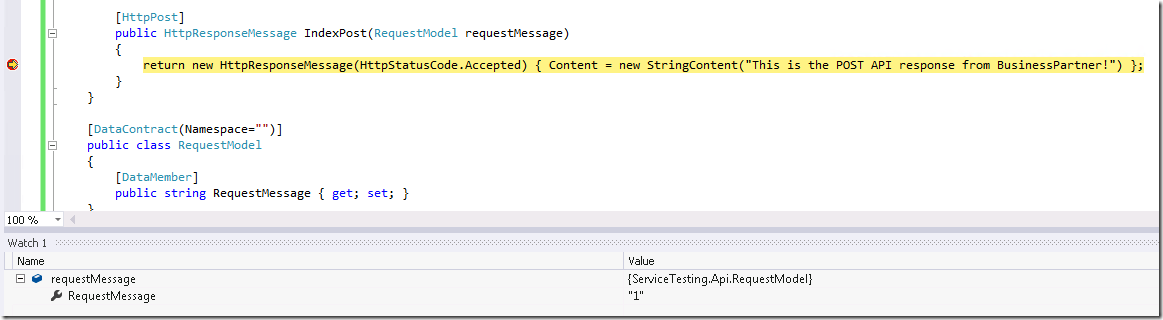 [HttpPost]
public HttpResponseMessage IndexPost(RequestModel requestMessage)
{
return new HttpResponseMessage(HttpStatusCode.Accepted) { Content = new StringContent("This is the POST API response from BusinessPartner!") };
}
}
[DataContract(Namespace="")]
public class RequestModel
{
[DataMember]
public string RequestMessage { get; set; }
}
100 %
Watch 1
Name Value
requestMessage {ServiceTesting.Api.RequestModel}
RequestMessage "1"